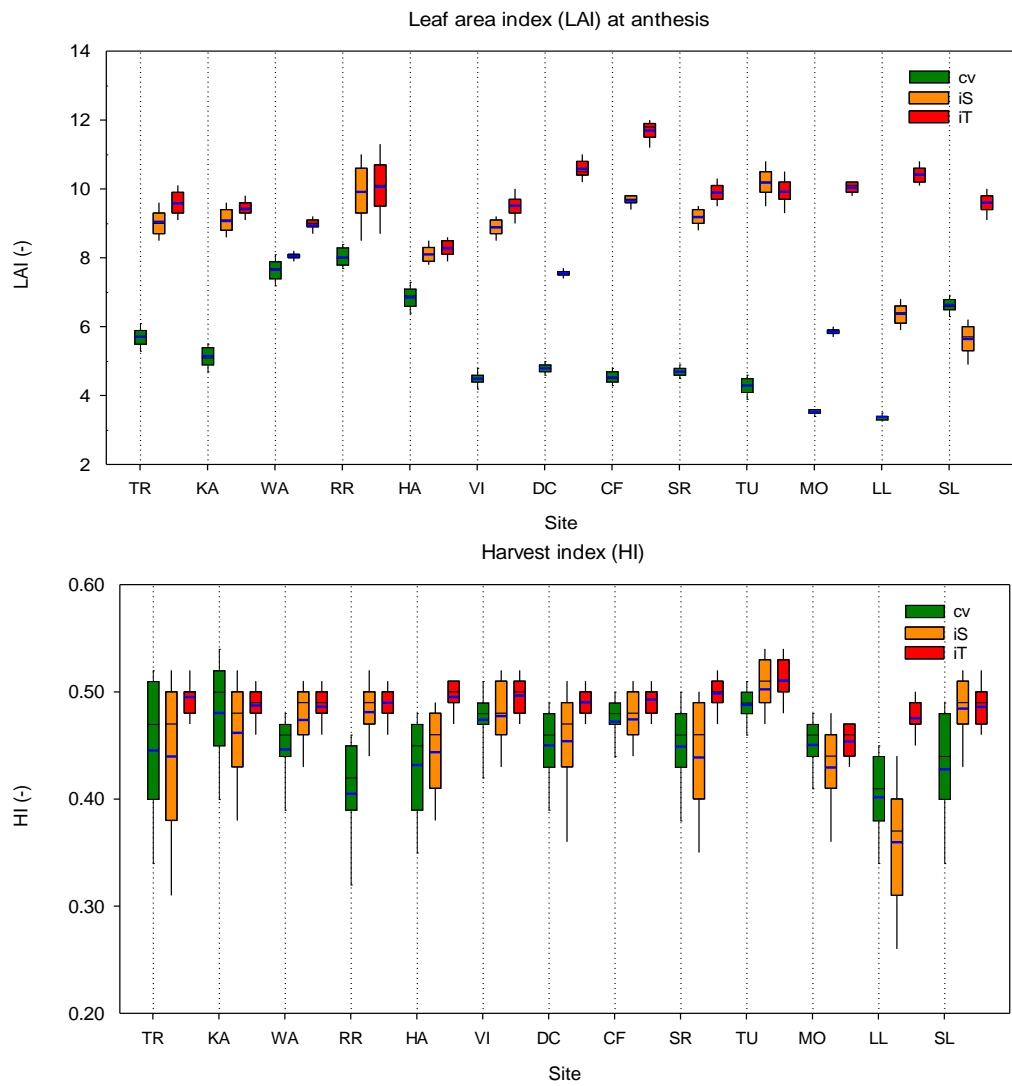 Leaf area index (LAI) at anthesis
14
12
10
8
6
4
2
LAI (-)
cv
iS
iT
TR KA WA RR HA VI DC CF SR TU MO LL SL
Site
Harvest index (HI)
0.60
0.50
0.40
0.30
0.20
HI (-)
cv
iS
iT
TR KA WA RR HA VI DC CF SR TU MO LL SL
Site